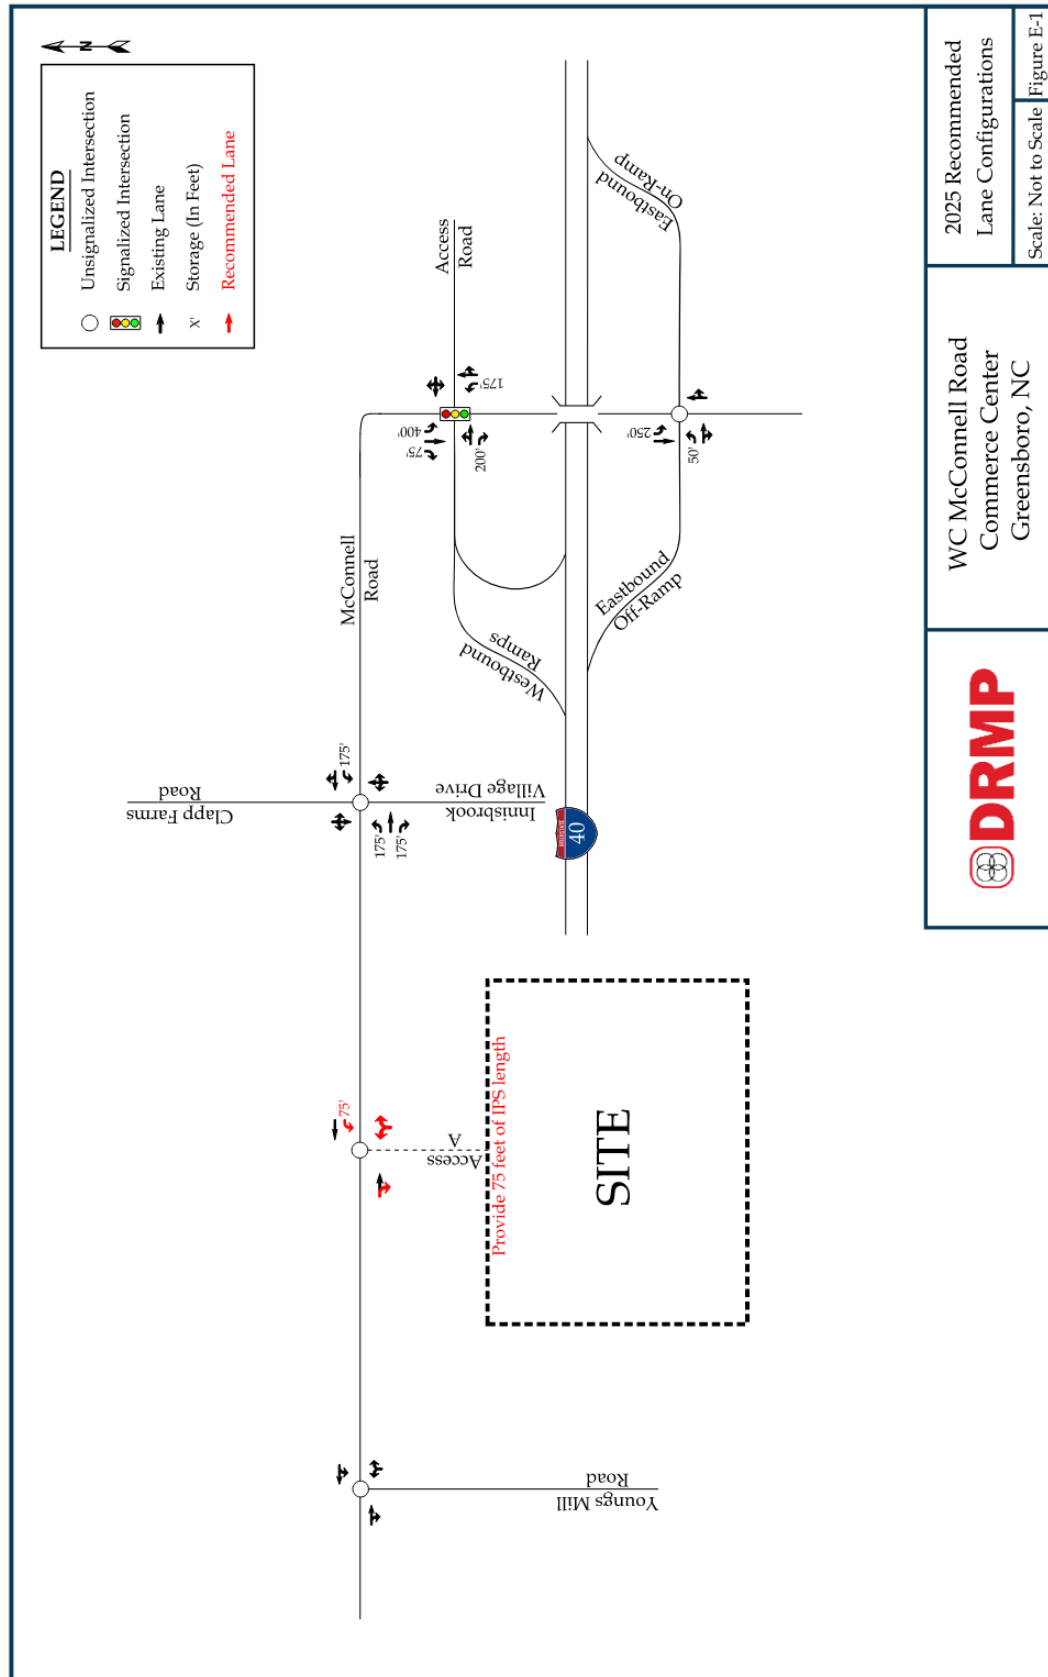 LEGEND
Unsignalized Intersection
Signalized Intersection
Existing Lane
X' Storage (In Feet)
Recommended Lane
N
Youngs Mill
Road
Access
A
75'
Provide 75 feet of IPS length
SITE
Clapp Farms
Road
175'
175'
175'
Innisbrook
Village Drive
McConnell
Road
INTERSTATE
40
Westbound
Ramps
Eastbound
Off-Ramp
Access
Road
75'
400'
175'
200'
250'
50'
Eastbound
On-Ramp
DRMP
WC McConnell Road
Commerce Center
Greensboro, NC
2025 Recommended
Lane Configurations
Scale: Not to Scale Figure E-1